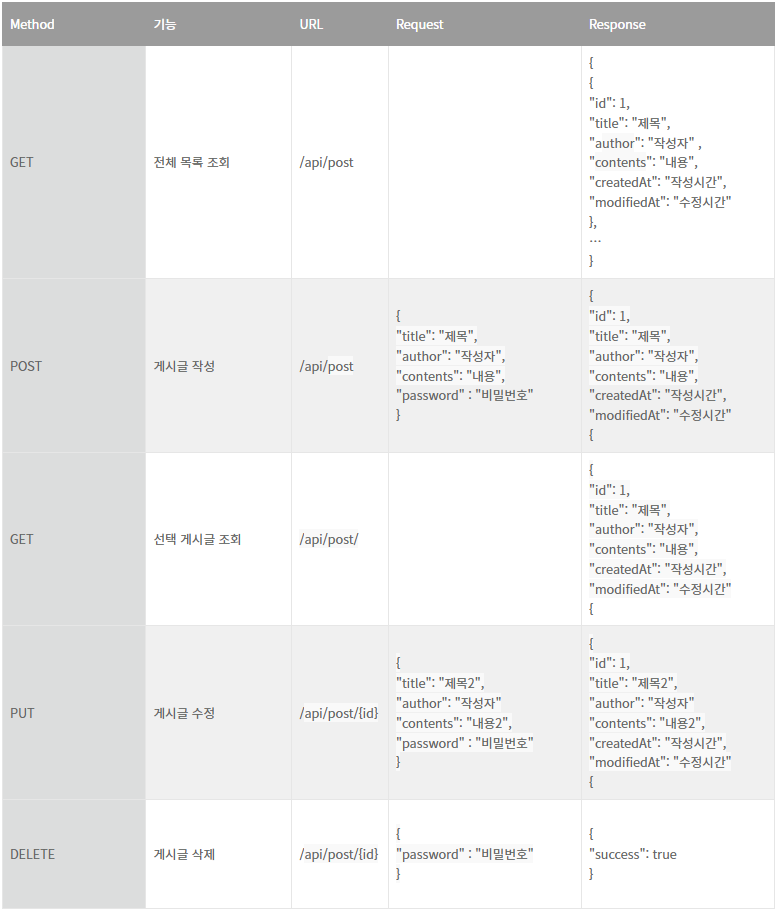 Method 기능 URL Request Response
GET 전체 목록 조회 /api/post
{
{
"id": 1,
"title": "제목",
"author": "작성자" ,
"contents": "내용",
"createdAt": "작성시간",
"modifiedAt": "수정시간"
},
…
}
POST 게시글 작성 /api/post
{
"title": "제목",
"author": "작성자",
"contents": "내용",
"password" : "비밀번호"
}
{
"id": 1,
"title": "제목",
"author": "작성자",
"contents": "내용",
"createdAt": "작성시간",
"modifiedAt": "수정시간"
{
GET 선택 게시글 조회 /api/post/
{
"id": 1,
"title": "제목",
"author": "작성자",
"contents": "내용",
"createdAt": "작성시간",
"modifiedAt": "수정시간"
{
PUT 게시글 수정 /api/post/{id}
{
"title": "제목2",
"author": "작성자"
"contents": "내용2",
"password" : "비밀번호"
}
{
"id": 1,
"title": "제목2",
"author": "작성자"
"contents": "내용2",
"createdAt": "작성시간",
"modifiedAt": "수정시간"
{
DELETE 게시글 삭제 /api/post/{id}
{
"password" : "비밀번호"
}
{
"success": true
}